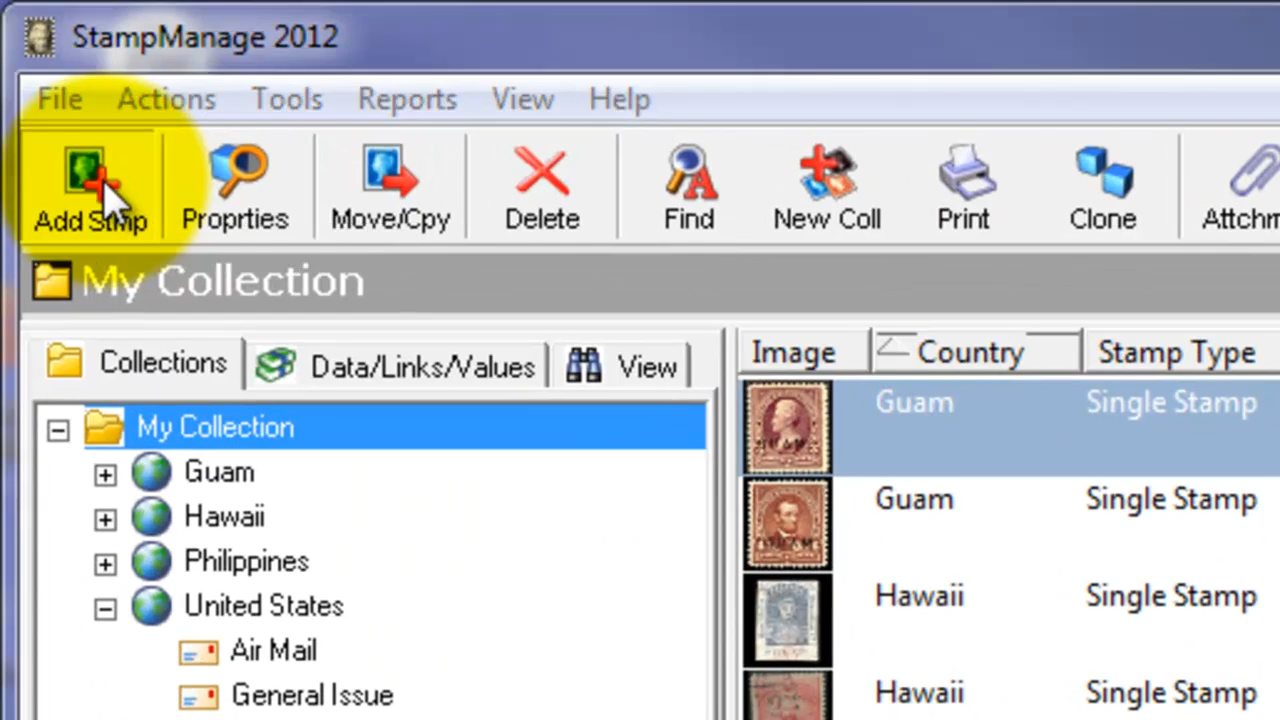 StampManage 2012
File Actions Tools Reports View Help
Add Stmp Proprties Move/Cpy Delete Find New Coll Print Clone Attchm
My Collection
Collections Data/Links/Values View
Image Country Stamp Type
My Collection
Guam
Hawaii
Philippines
United States
Air Mail
General Issue
Guam Single Stamp
Guam Single Stamp
Hawaii Single Stamp
Hawaii Single Stamp